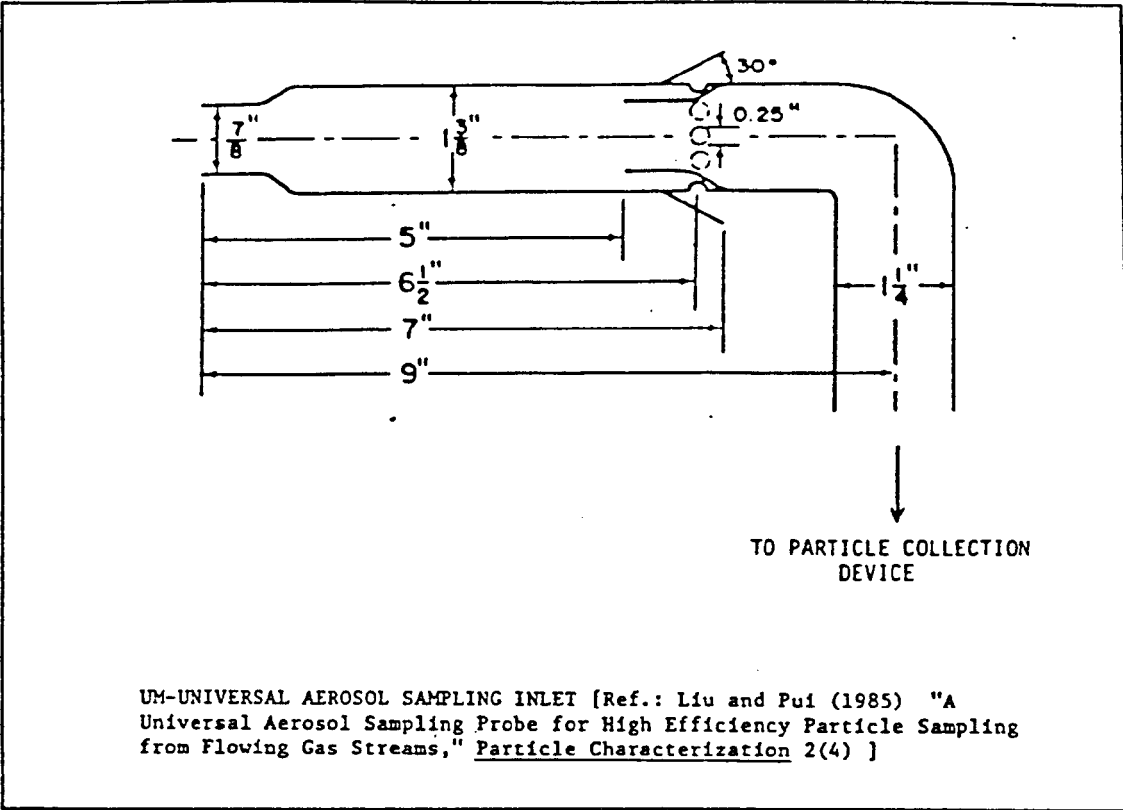 30°
7/8"
1 3/8"
0.25"
5"
6 1/2"
1 1/4"
7"
9"
TO PARTICLE COLLECTION
DEVICE
UM-UNIVERSAL AEROSOL SAMPLING INLET [Ref.: Liu and Pui (1985) "A
Universal Aerosol Sampling Probe for High Efficiency Particle Sampling
from Flowing Gas Streams," Particle Characterization 2(4) ]